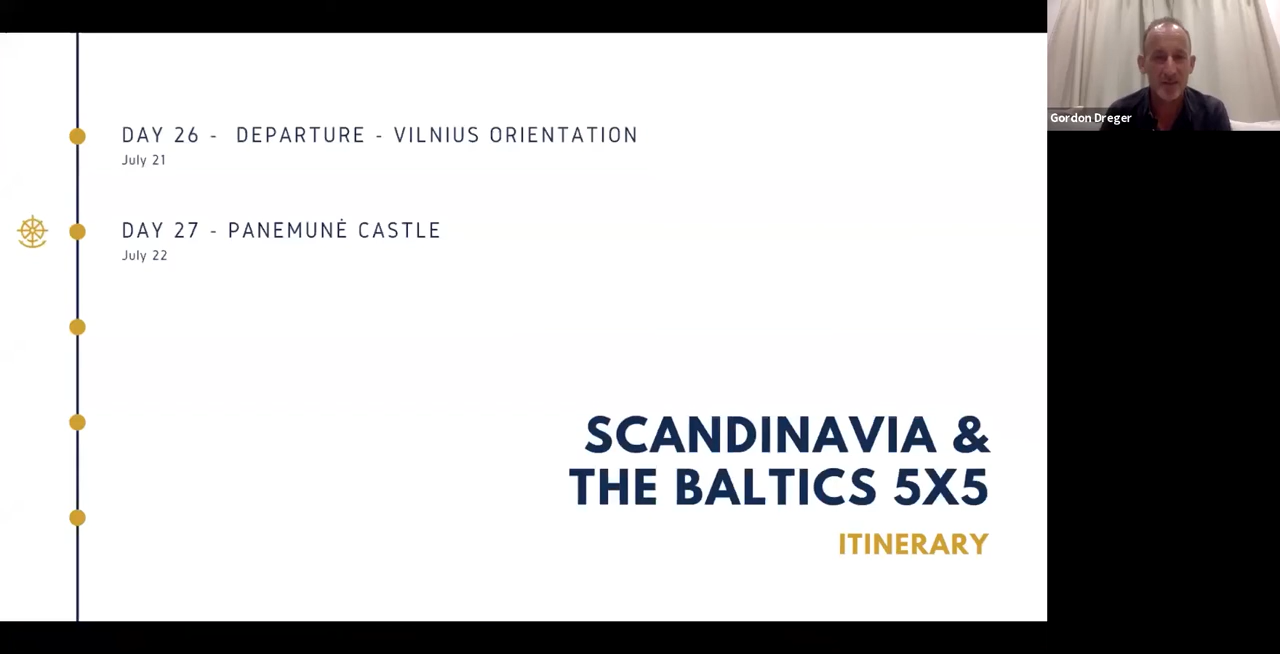 DAY 26 - DEPARTURE - VILNIUS ORIENTATION
July 21
DAY 27 - PANEMUNĖ CASTLE
July 22
SCANDINAVIA &
THE BALTICS 5X5
ITINERARY
Gordon Dreger